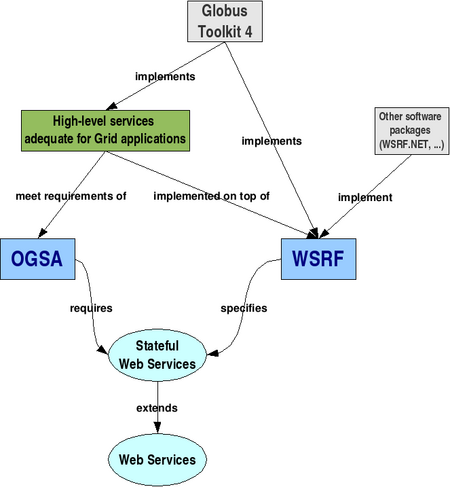 Globus
Toolkit 4
implements
High-level services
adequate for Grid applications
Other software
packages
(WSRF.NET, ...)
implements
meet requirements of
implemented on top of
implement
OGSA
WSRF
requires
specifies
Stateful
Web Services
extends
Web Services